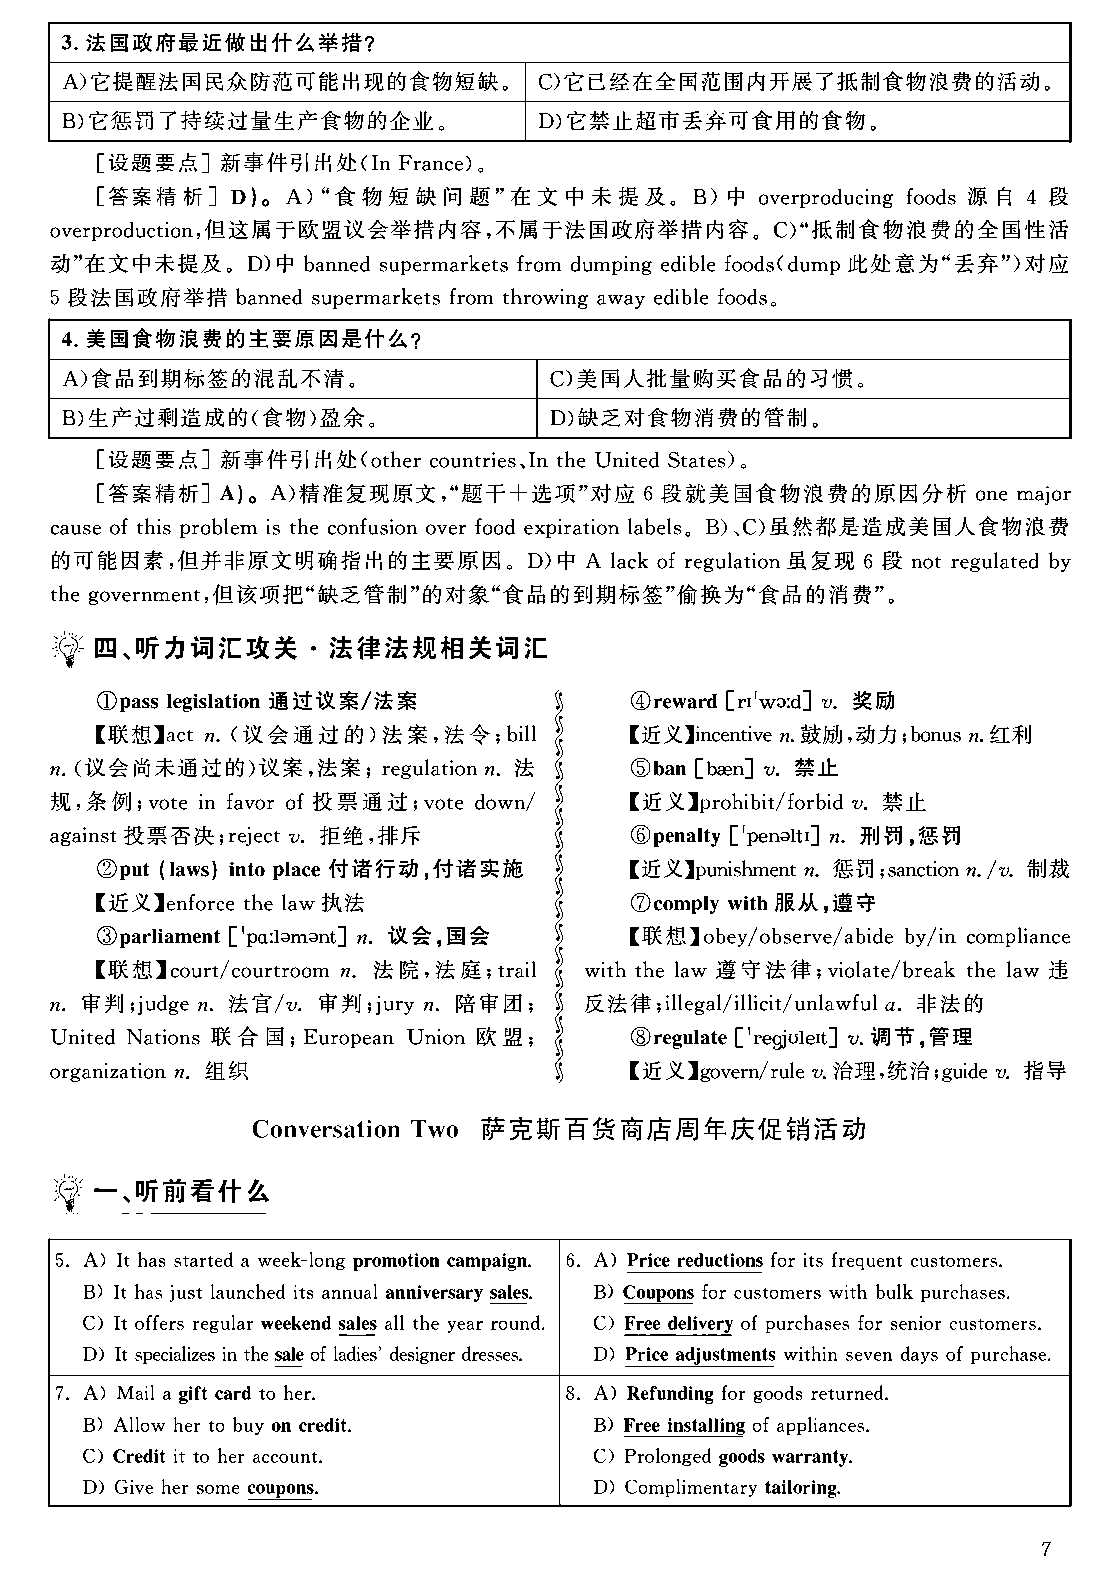 3. 法国政府最近做出什么举措?
A)它提醒法国民众防范可能出现的食物短缺。 C)它已经在全国范围内开展了抵制食物浪费的活动。
B)它惩罚了持续过量生产食物的企业。 D)它禁止超市丢弃可食用的食物。
[设题要点] 新事件引出处(In France)。
[答案精析] D)。A)“食物短缺问题”在文中未提及。B)中 overproducing foods 源自 4 段
overproduction,但这属于欧盟议会举措内容,不属于法国政府举措内容。C)“抵制食物浪费的全国性活
动”在文中未提及。D)中 banned supermarkets from dumping edible foods(dump 此处意为“丢弃”)对应
5 段法国政府举措 banned supermarkets from throwing away edible foods。
4. 美国食物浪费的主要原因是什么?
A)食品到期标签的混乱不清。 C)美国人批量购买食品的习惯。
B)生产过剩造成的(食物)盈余。 D)缺乏对食物消费的管制。
[设题要点] 新事件引出处(other countries、In the United States)。
[答案精析] A)。A)精准复现原文,“题干+选项”对应 6 段就美国食物浪费的原因分析 one major
cause of this problem is the confusion over food expiration labels。B)、C)虽然都是造成美国人食物浪费
的可能因素,但并非原文明确指出的主要原因。D)中 A lack of regulation 虽复现 6 段 not regulated by
the government,但该项把“缺乏管制”的对象“食品的到期标签”偷换为“食品的消费”。
四、听力词汇攻关·法律法规相关词汇
①pass legislation 通过议案/法案
【联想】act n. (议会通过的)法案,法令;bill
n. (议会尚未通过的)议案,法案; regulation n. 法
规,条例;vote in favor of 投票通过;vote down/
against 投票否决;reject v. 拒绝,排斥
②put (laws) into place 付诸行动,付诸实施
【近义】enforce the law 执法
③parliament [ˈpɑːləmənt] n. 议会,国会
【联想】court/courtroom n. 法院,法庭;trail
n. 审判;judge n. 法官/v. 审判;jury n. 陪审团;
United Nations 联合国;European Union 欧盟;
organization n. 组织
④reward [rɪˈwɔːd] v. 奖励
【近义】incentive n. 鼓励,动力;bonus n. 红利
⑤ban [bæn] v. 禁止
【近义】prohibit/forbid v. 禁止
⑥penalty [ˈpenəltɪ] n. 刑罚,惩罚
【近义】punishment n. 惩罚;sanction n./v. 制裁
⑦comply with 服从,遵守
【联想】obey/observe/abide by/in compliance
with the law 遵守法律;violate/break the law 违
反法律;illegal/illicit/unlawful a. 非法的
⑧regulate [ˈregjʊleɪt] v. 调节,管理
【近义】govern/rule v. 治理,统治;guide v. 指导
Conversation Two 萨克斯百货商店周年庆促销活动
一、听前看什么
5. A) It has started a week-long promotion campaign.
B) It has just launched its annual anniversary sales.
C) It offers regular weekend sales all the year round.
D) It specializes in the sale of ladies' designer dresses.
6. A) Price reductions for its frequent customers.
B) Coupons for customers with bulk purchases.
C) Free delivery of purchases for senior customers.
D) Price adjustments within seven days of purchase.
7. A) Mail a gift card to her.
B) Allow her to buy on credit.
C) Credit it to her account.
D) Give her some coupons.
8. A) Refunding for goods returned.
B) Free installing of appliances.
C) Prolonged goods warranty.
D) Complimentary tailoring.
7